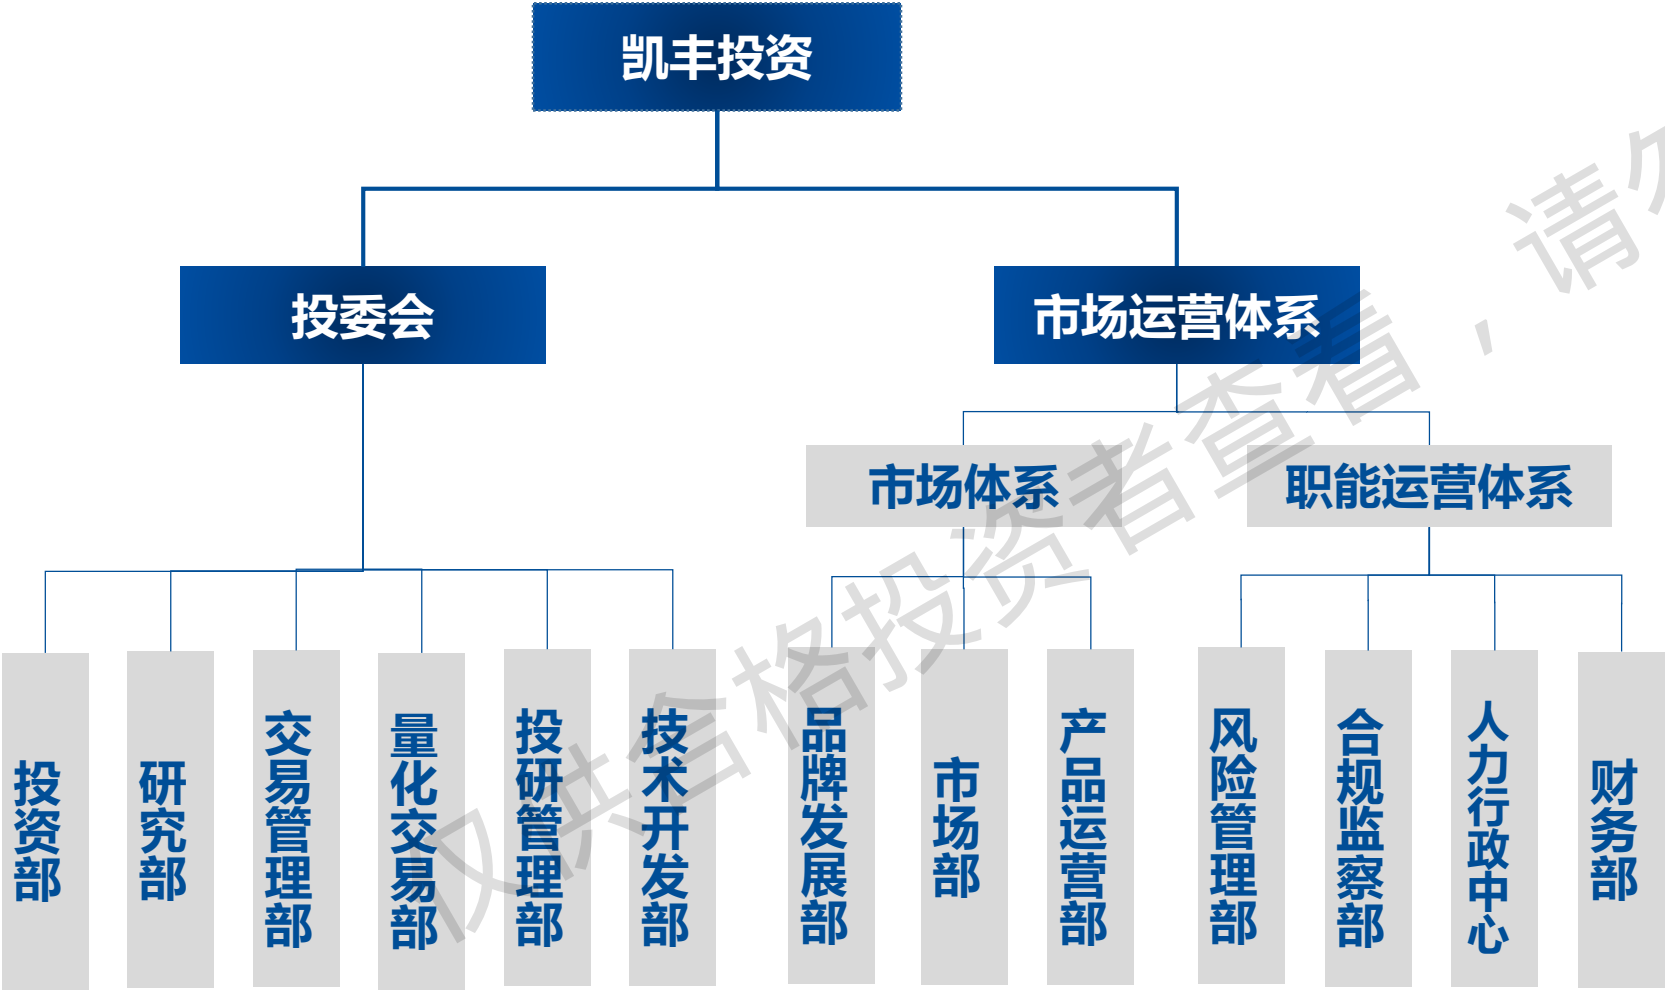 凯丰投资
投委会
市场运营体系
市场体系
职能运营体系
投资部
研究部
交易管理部
量化交易部
投研管理部
技术开发部
品牌发展部
市场部
产品运营部
风险管理部
合规监察部
人力行政中心
财务部
仅供合格投资者查看，请